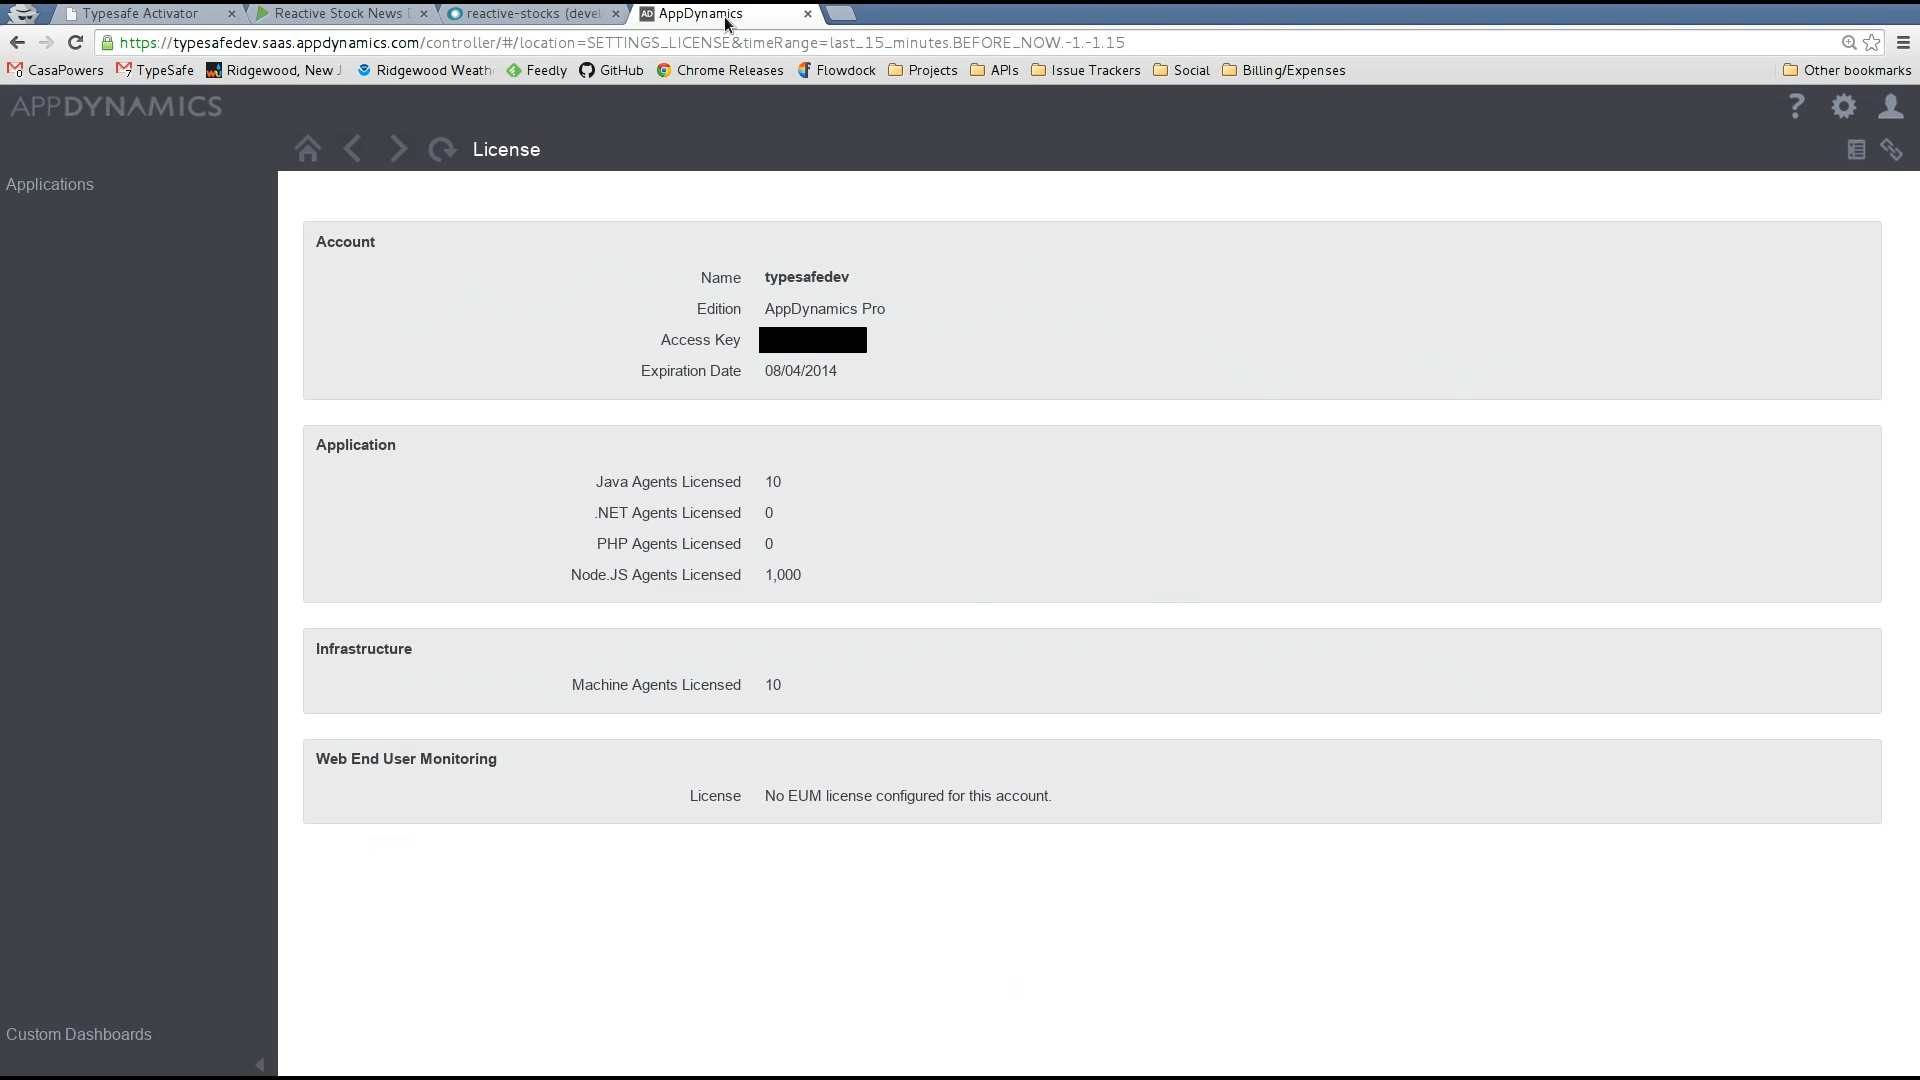 Typesafe Activator
Reactive Stock News
reactive-stocks (devel
AD AppDynamics
https://typesafedev.saas.appdynamics.com/controller/#/location=SETTINGS_LICENSE&timeRange=last_15_minutes.BEFORE_NOW.-1.-1.15
CasaPowers
TypeSafe
Ridgewood, New J
Ridgewood Weath
Feedly
GitHub
Chrome Releases
Flowdock
Projects
APIs
Issue Trackers
Social
Billing/Expenses
Other bookmarks
APPDYNAMICS
License
Applications
Account
Name typesafedev
Edition AppDynamics Pro
Access Key
Expiration Date 08/04/2014
Application
Java Agents Licensed 10
.NET Agents Licensed 0
PHP Agents Licensed 0
Node.JS Agents Licensed 1,000
Infrastructure
Machine Agents Licensed 10
Web End User Monitoring
License No EUM license configured for this account.
Custom Dashboards